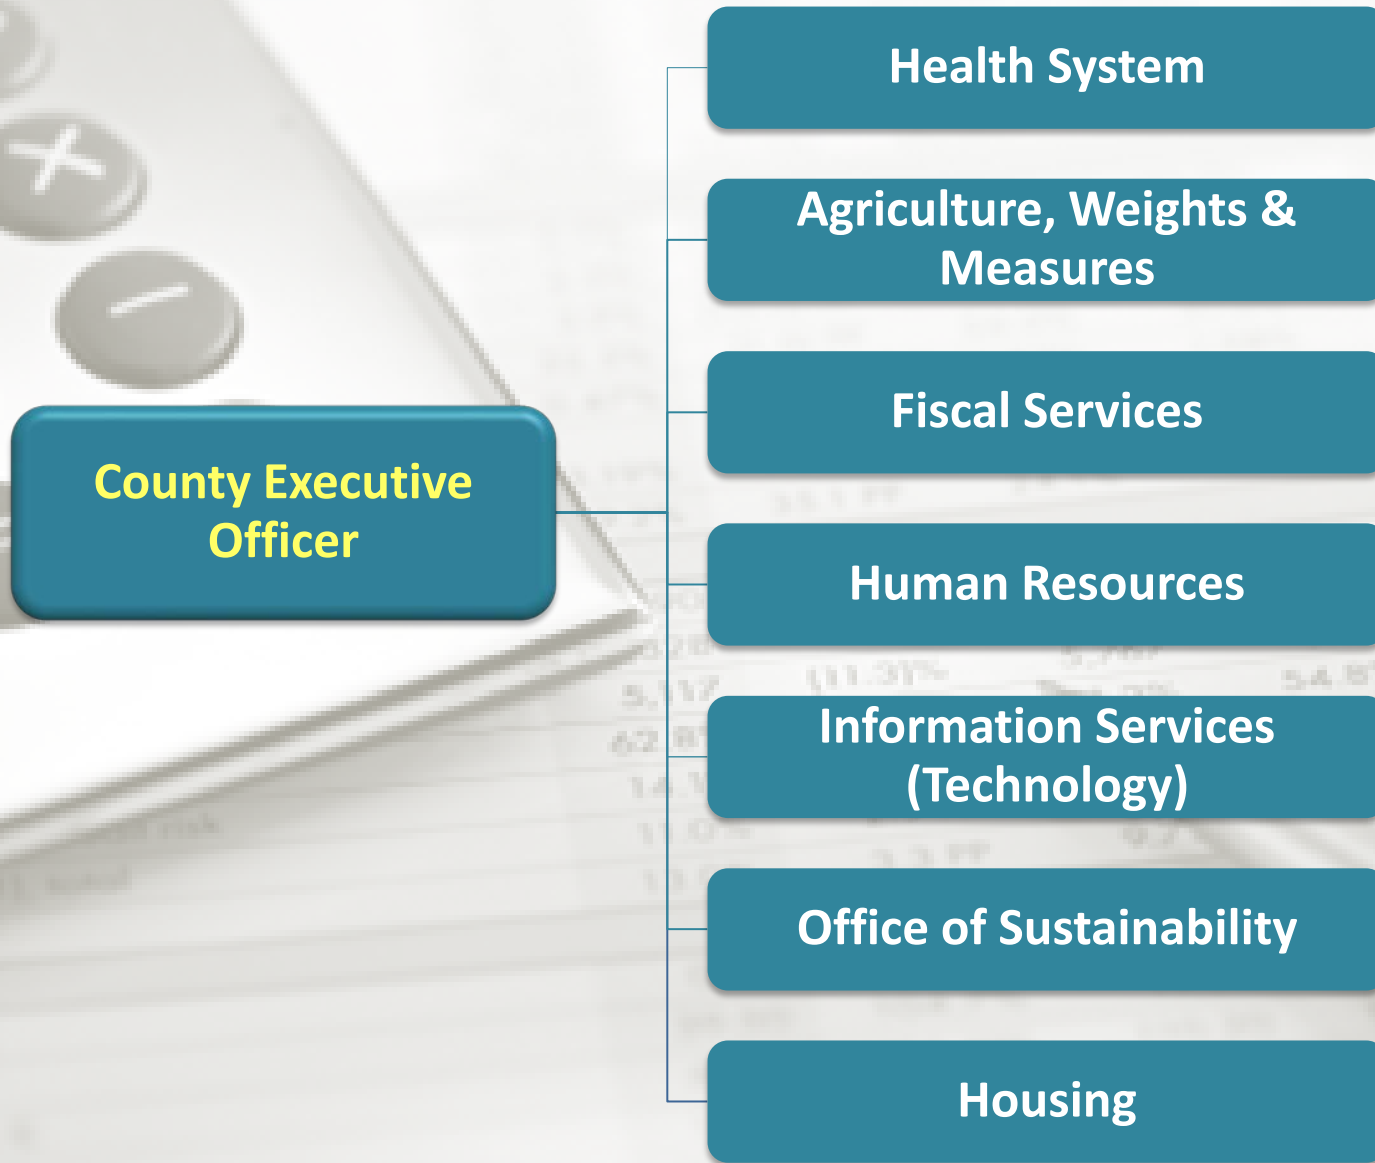 Health System
Agriculture, Weights &
Measures
Fiscal Services
County Executive
Officer
Human Resources
Information Services
(Technology)
Office of Sustainability
Housing